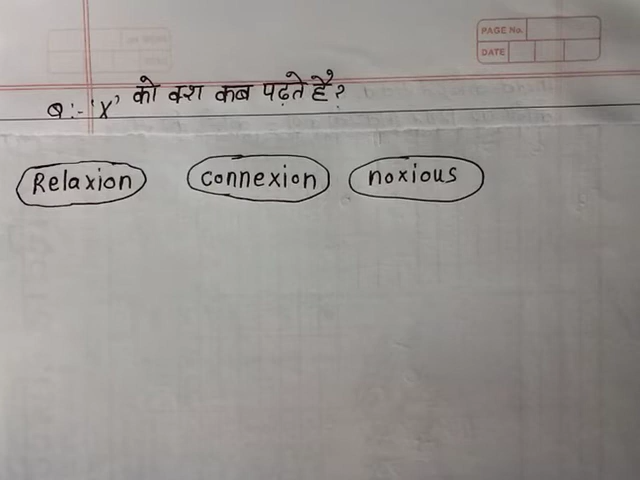 PAGE No.
DATE
Q:- 'X' को क्श कब पढ़ते हैं?
Relaxion connexion noxious